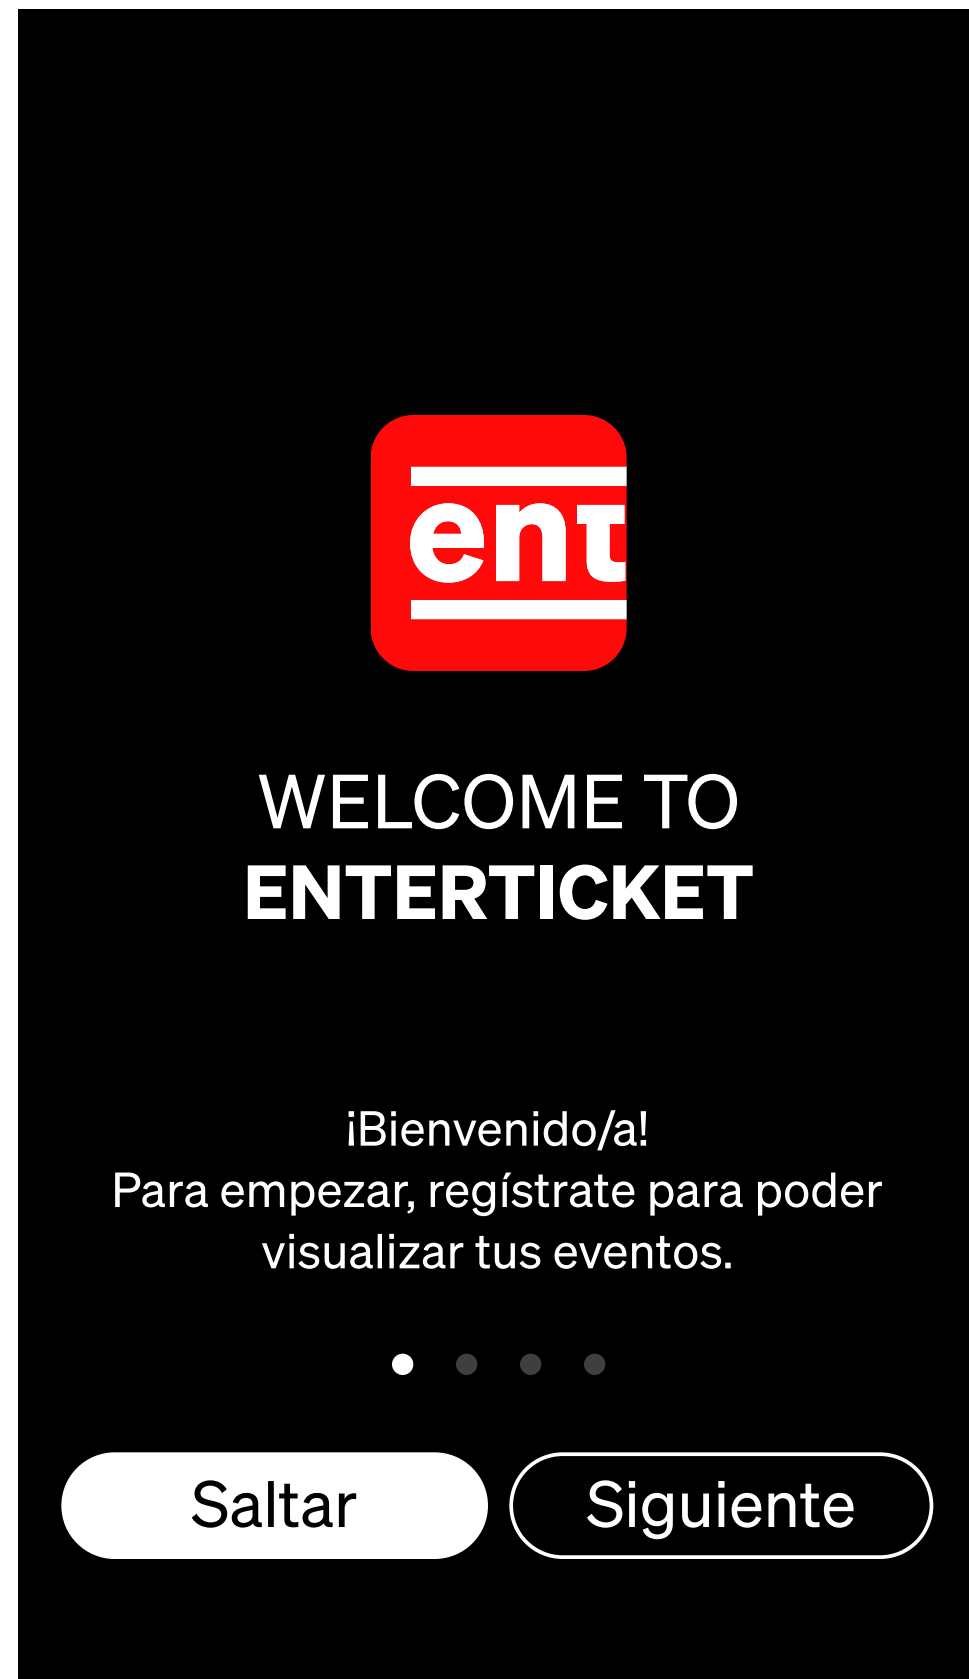 ent
WELCOME TO
ENTERTICKET
¡Bienvenido/a!
Para empezar, regístrate para poder
visualizar tus eventos.
Saltar
Siguiente